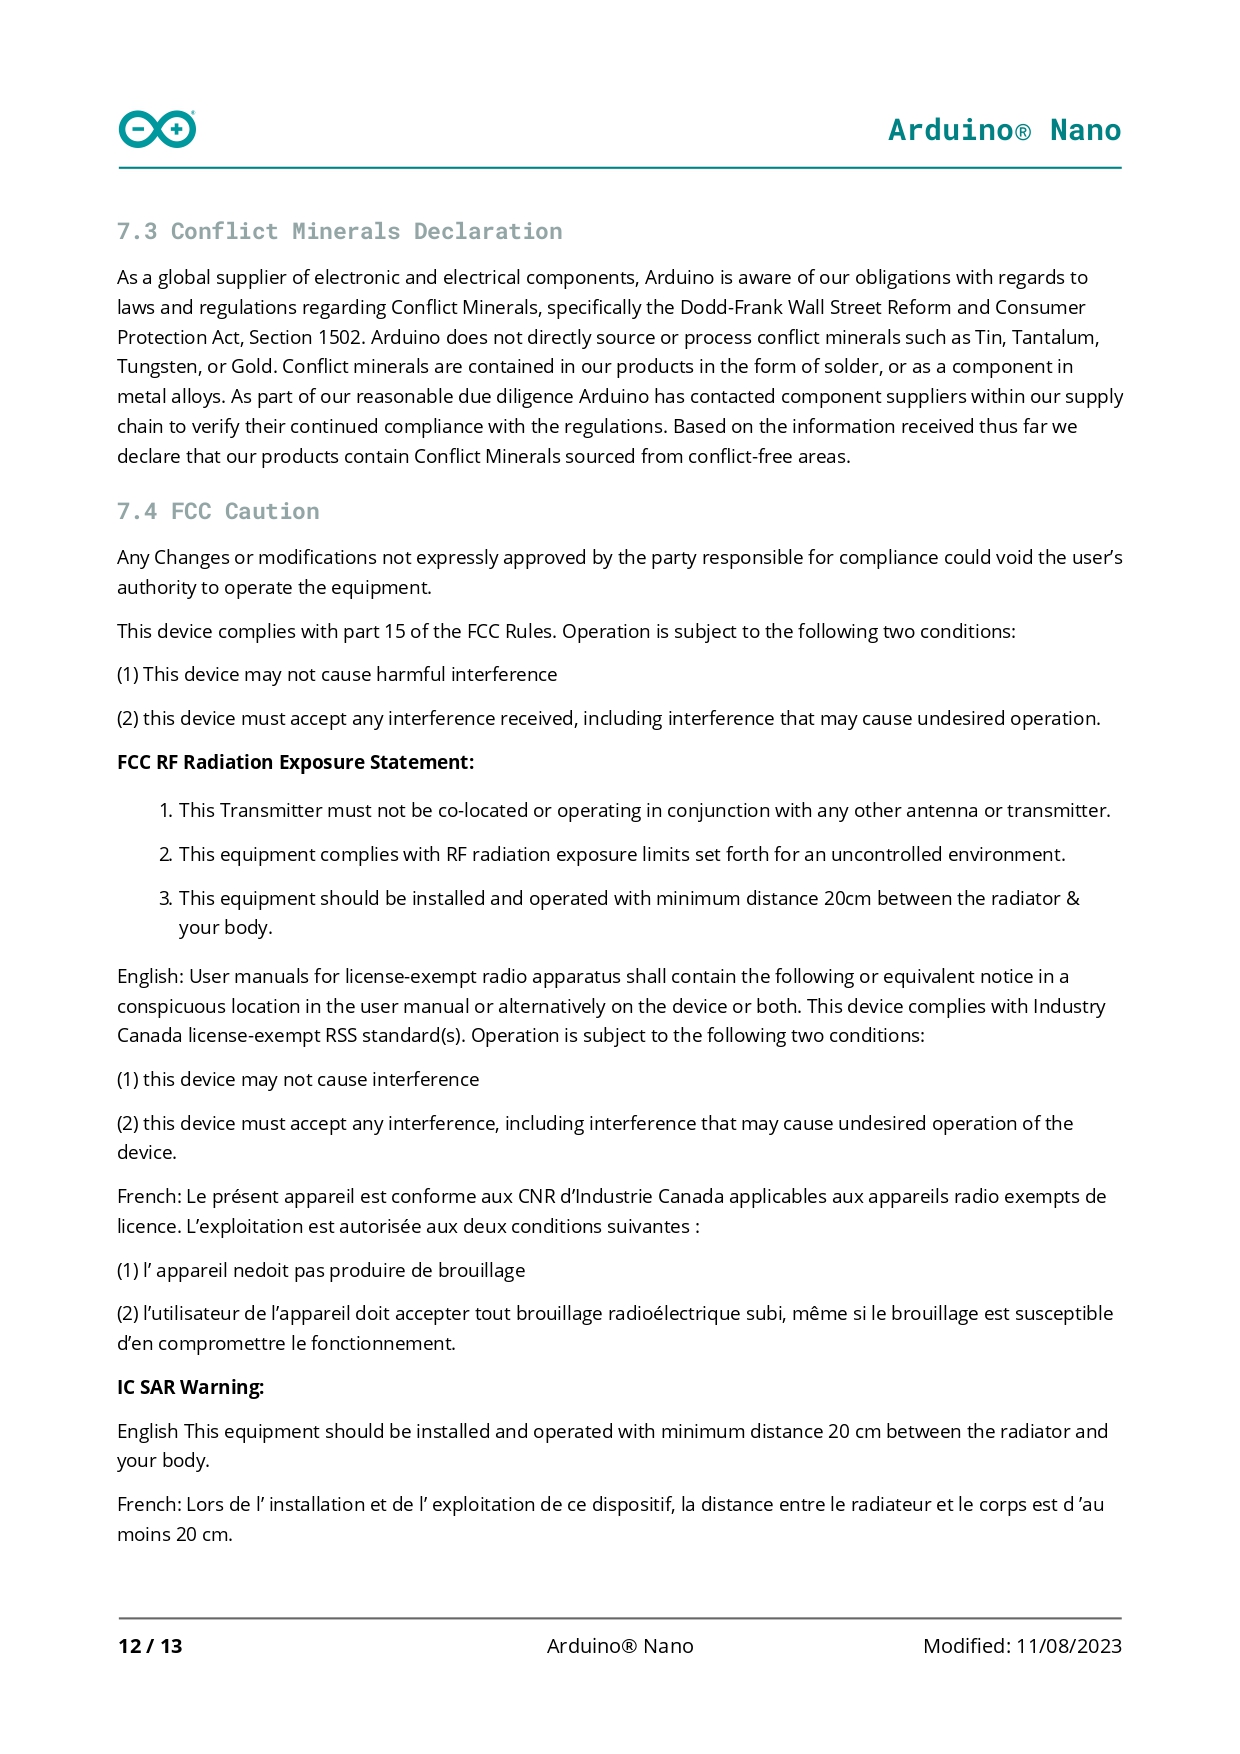 Arduino® Nano
7.3 Conflict Minerals Declaration
As a global supplier of electronic and electrical components, Arduino is aware of our obligations with regards to
laws and regulations regarding Conflict Minerals, specifically the Dodd-Frank Wall Street Reform and Consumer
Protection Act, Section 1502. Arduino does not directly source or process conflict minerals such as Tin, Tantalum,
Tungsten, or Gold. Conflict minerals are contained in our products in the form of solder, or as a component in
metal alloys. As part of our reasonable due diligence Arduino has contacted component suppliers within our supply
chain to verify their continued compliance with the regulations. Based on the information received thus far we
declare that our products contain Conflict Minerals sourced from conflict-free areas.
7.4 FCC Caution
Any Changes or modifications not expressly approved by the party responsible for compliance could void the user’s
authority to operate the equipment.
This device complies with part 15 of the FCC Rules. Operation is subject to the following two conditions:
(1) This device may not cause harmful interference
(2) this device must accept any interference received, including interference that may cause undesired operation.
FCC RF Radiation Exposure Statement:
1. This Transmitter must not be co-located or operating in conjunction with any other antenna or transmitter.
2. This equipment complies with RF radiation exposure limits set forth for an uncontrolled environment.
3. This equipment should be installed and operated with minimum distance 20cm between the radiator &
your body.
English: User manuals for license-exempt radio apparatus shall contain the following or equivalent notice in a
conspicuous location in the user manual or alternatively on the device or both. This device complies with Industry
Canada license-exempt RSS standard(s). Operation is subject to the following two conditions:
(1) this device may not cause interference
(2) this device must accept any interference, including interference that may cause undesired operation of the
device.
French: Le présent appareil est conforme aux CNR d’Industrie Canada applicables aux appareils radio exempts de
licence. L’exploitation est autorisée aux deux conditions suivantes :
(1) l’ appareil nedoit pas produire de brouillage
(2) l’utilisateur de l’appareil doit accepter tout brouillage radioélectrique subi, même si le brouillage est susceptible
d’en compromettre le fonctionnement.
IC SAR Warning:
English This equipment should be installed and operated with minimum distance 20 cm between the radiator and
your body.
French: Lors de l’ installation et de l’ exploitation de ce dispositif, la distance entre le radiateur et le corps est d ’au
moins 20 cm.
12 / 13 Arduino® Nano Modified: 11/08/2023